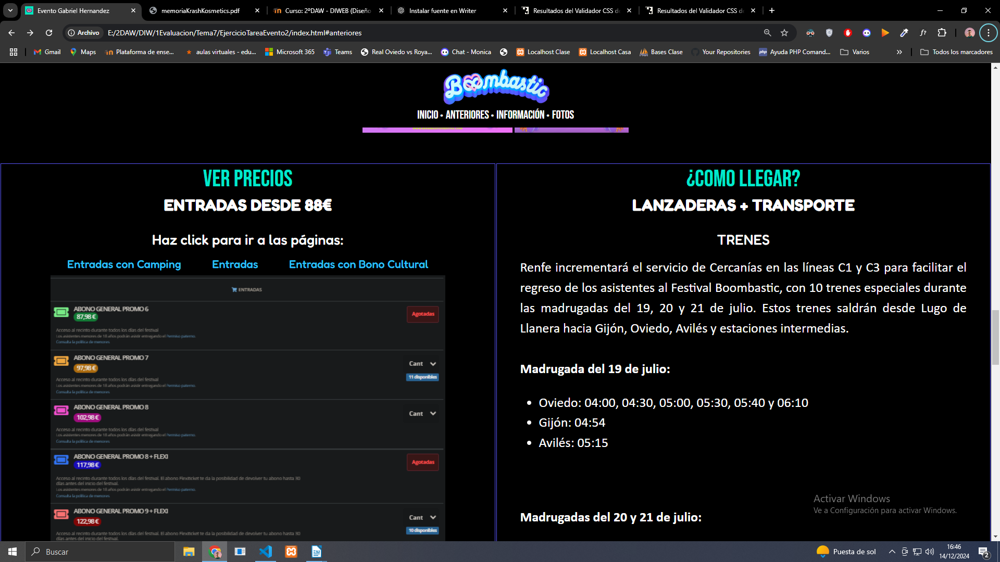 Evento Gabriel Hernandez
memoriaKrashKosmetics.pdf
Curso: 2ºDAW - DIWEB (Diseño
Instalar fuente en Writer
Resultados del Validador CSS de
Resultados del Validador CSS de
Archivo
E:/2DAW/DIW/1Evaluacion/Tema7/EjercicioTareaEvento2/index.html#anteriores
Gmail
Maps
Plataforma de ense...
aulas virtuales - edu...
Microsoft 365
Teams
Real Oviedo vs Roya...
Chat - Monica
Localhost Clase
Localhost Casa
Bases Clase
Your Repositories
php
Ayuda PHP Comand...
Varios
Todos los marcadores
Boombastic
INICIO • ANTERIORES • INFORMACIÓN • FOTOS
VER PRECIOS
ENTRADAS DESDE 88€
Haz click para ir a las páginas:
Entradas con Camping
Entradas
Entradas con Bono Cultural
ENTRADAS
ABONO GENERAL PROMO 6
87,98 €
Agotadas
Acceso al recinto durante todos los días del festival
Los asistentes menores de 18 años podrán asistir entregando el Permiso paterno.
Consulta la política de menores
ABONO GENERAL PROMO 7
97,98 €
Cant
11 disponibles
Acceso al recinto durante todos los días del festival
Los asistentes menores de 18 años podrán asistir entregando el Permiso paterno.
Consulta la política de menores
ABONO GENERAL PROMO 8
102,98 €
Cant
Acceso al recinto durante todos los días del festival
Los asistentes menores de 18 años podrán asistir entregando el Permiso paterno.
Consulta la política de menores
ABONO GENERAL PROMO 8 + FLEXI
117,98 €
Agotadas
Acceso al recinto durante todos los días del festival. El abono Flexiticket te da la posibilidad de devolver tu abono hasta 30
días antes del inicio del festival.
Los asistentes menores de 18 años podrán asistir entregando el Permiso paterno.
Consulta la política de menores
ABONO GENERAL PROMO 9 + FLEXI
122,98 €
Cant
10 disponibles
Acceso al recinto durante todos los días del festival. El abono Flexiticket te da la posibilidad de devolver tu abono hasta 30
días antes del inicio del festival.
¿COMO LLEGAR?
LANZADERAS + TRANSPORTE
TRENES
Renfe incrementará el servicio de Cercanías en las líneas C1 y C3 para facilitar el
regreso de los asistentes al Festival Boombastic, con 10 trenes especiales durante
las madrugadas del 19, 20 y 21 de julio. Estos trenes saldrán desde Lugo de
Llanera hacia Gijón, Oviedo, Avilés y estaciones intermedias.
Madrugada del 19 de julio:
• Oviedo: 04:00, 04:30, 05:00, 05:30, 05:40 y 06:10
• Gijón: 04:54
• Avilés: 05:15
Madrugadas del 20 y 21 de julio:
Activar Windows
Ve a Configuración para activar Windows.
Buscar
Puesta de sol
16:46
14/12/2024
2